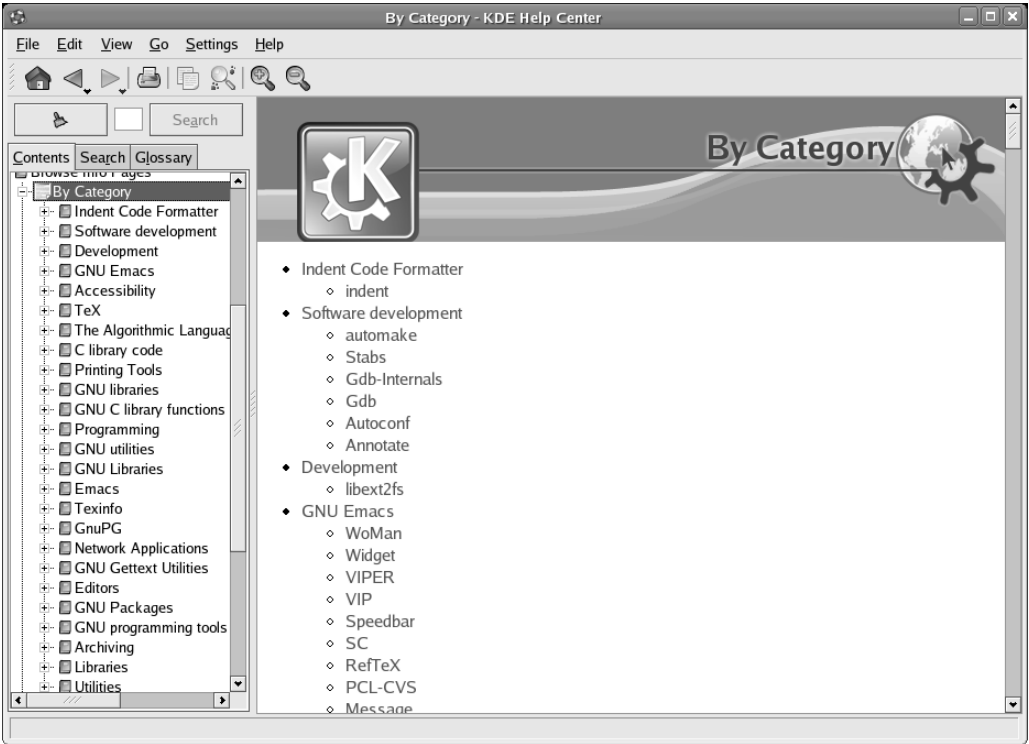 By Category - KDE Help Center
File Edit View Go Settings Help
Search
Contents Search Glossary
Browse Info Pages
By Category
Indent Code Formatter
Software development
Development
GNU Emacs
Accessibility
TeX
The Algorithmic Languag
C library code
Printing Tools
GNU libraries
GNU C library functions
Programming
GNU utilities
GNU Libraries
Emacs
Texinfo
GnuPG
Network Applications
GNU Gettext Utilities
Editors
GNU Packages
GNU programming tools
Archiving
Libraries
Utilities
K
By Category
Indent Code Formatter
indent
Software development
automake
Stabs
Gdb-Internals
Gdb
Autoconf
Annotate
Development
libext2fs
GNU Emacs
WoMan
Widget
VIPER
VIP
Speedbar
SC
RefTeX
PCL-CVS
Message